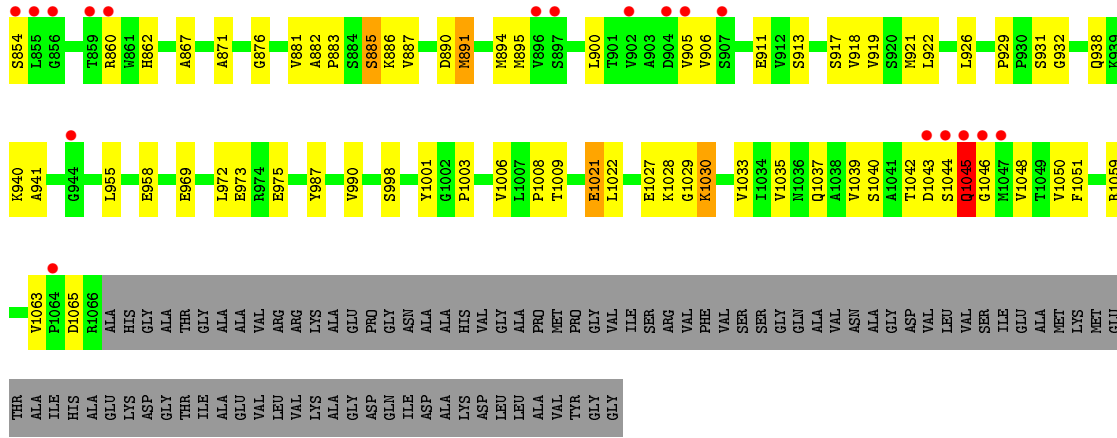 S854 L855 G856 T859 R860 W861 H862 A867 A871 G876 V881 A882 P883 S884 S885 K886 V887 D890 M891 M894 M895 V896 S897 L900 T901 V902 A903 D904 V905 V906 S907 E911 V912 S913 S917 V918 V919 S920 M921 L922 L926 P929 P930 S931 G932 Q938 K939
K940 A941 G944 L955 E958 E969 L972 E973 R974 E975 Y987 V990 S998 Y1001 G1002 P1003 V1006 L1007 P1008 T1009 E1021 L1022 E1027 K1028 G1029 K1030 V1033 I1034 V1035 N1036 Q1037 A1038 V1039 S1040 A1041 T1042 D1043 S1044 Q1045 G1046 M1047 V1048 T1049 V1050 F1051 R1059
V1063 P1064 D1065 R1066 ALA HIS GLY ALA THR GLY ALA ALA VAL ARG ARG LYS ALA GLU PRO GLY ASN ALA ALA HIS VAL GLY ALA PRO MET PRO GLY VAL ILE SER ARG VAL PHE VAL SER SER GLY GLN ALA VAL ASN ALA GLY ASP VAL LEU VAL SER ILE GLU ALA MET LYS MET GLU
THR ALA ILE HIS ALA GLU LYS ASP GLY THR ILE ALA GLU VAL LEU VAL LYS ALA GLY ASP GLN ILE ASP ALA LYS ASP LEU LEU ALA VAL TYR GLY GLY